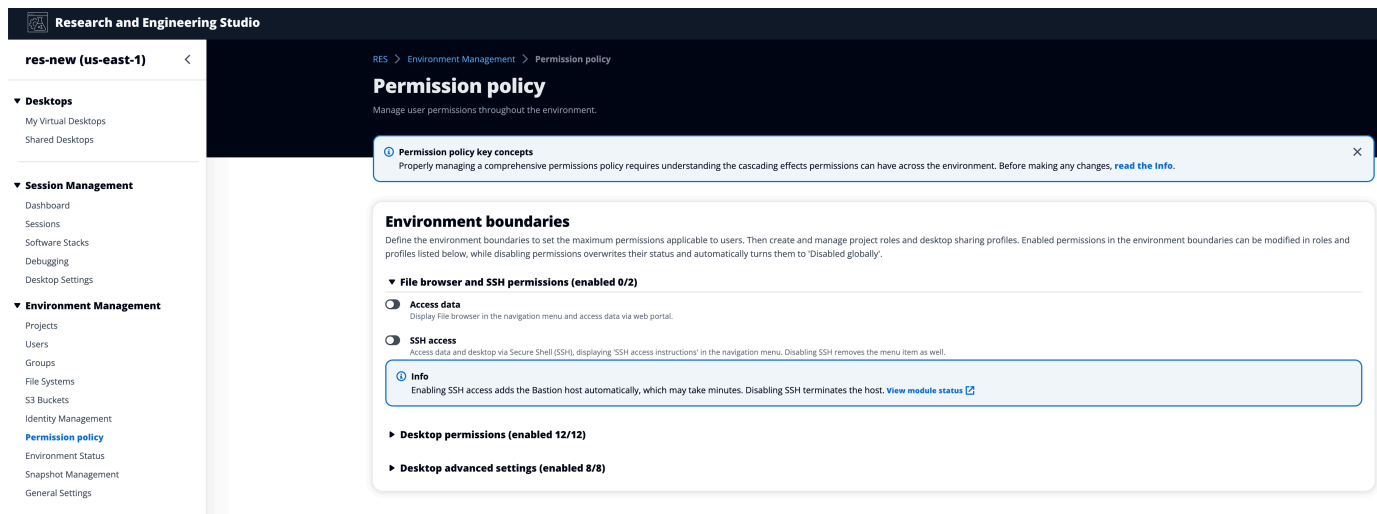 Research and Engineering Studio
res-new (us-east-1)
Desktops
My Virtual Desktops
Shared Desktops
Session Management
Dashboard
Sessions
Software Stacks
Debugging
Desktop Settings
Environment Management
Projects
Users
Groups
File Systems
S3 Buckets
Identity Management
Permission policy
Environment Status
Snapshot Management
General Settings
RES > Environment Management > Permission policy
Permission policy
Manage user permissions throughout the environment.
Permission policy key concepts
Properly managing a comprehensive permissions policy requires understanding the cascading effects permissions can have across the environment. Before making any changes, read the Info.
Environment boundaries
Define the environment boundaries to set the maximum permissions applicable to users. Then create and manage project roles and desktop sharing profiles. Enabled permissions in the environment boundaries can be modified in roles and
profiles listed below, while disabling permissions overwrites their status and automatically turns them to 'Disabled globally'.
File browser and SSH permissions (enabled 0/2)
Access data
Display File browser in the navigation menu and access data via web portal.
SSH access
Access data and desktop via Secure Shell (SSH), displaying 'SSH access instructions' in the navigation menu. Disabling SSH removes the menu item as well.
Info
Enabling SSH access adds the Bastion host automatically, which may take minutes. Disabling SSH terminates the host. View module status
Desktop permissions (enabled 12/12)
Desktop advanced settings (enabled 8/8)